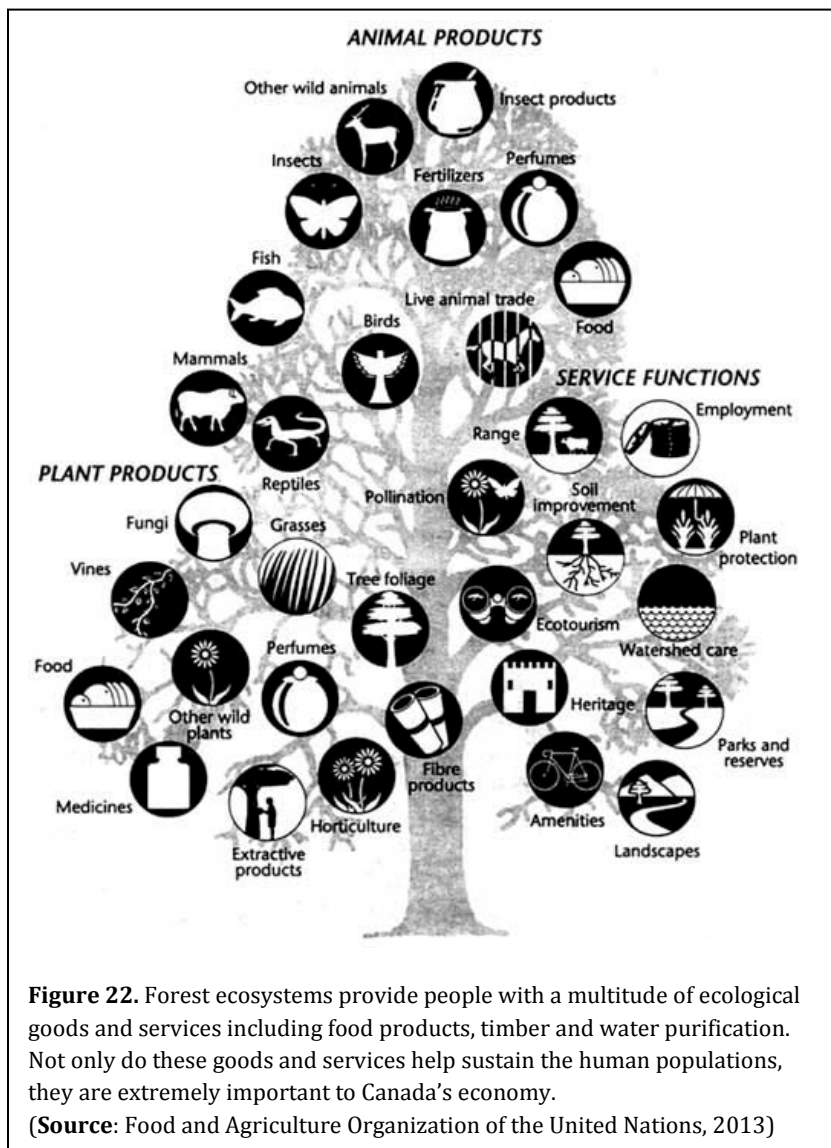 ANIMAL PRODUCTS
Other wild animals
Insect products
Insects
Fertilizers
Perfumes
Fish
Birds
Live animal trade
Food
Mammals
Reptiles
SERVICE FUNCTIONS
Range
Employment
PLANT PRODUCTS
Fungi
Grasses
Pollination
Soil
improvement
Plant
protection
Vines
Tree foliage
Ecotourism
Watershed care
Food
Other wild
plants
Perfumes
Fibre
products
Heritage
Parks and
reserves
Medicines
Extractive
products
Horticulture
Amenities
Landscapes
Figure 22. Forest ecosystems provide people with a multitude of ecological
goods and services including food products, timber and water purification.
Not only do these goods and services help sustain the human populations,
they are extremely important to Canada's economy.
(Source: Food and Agriculture Organization of the United Nations, 2013)